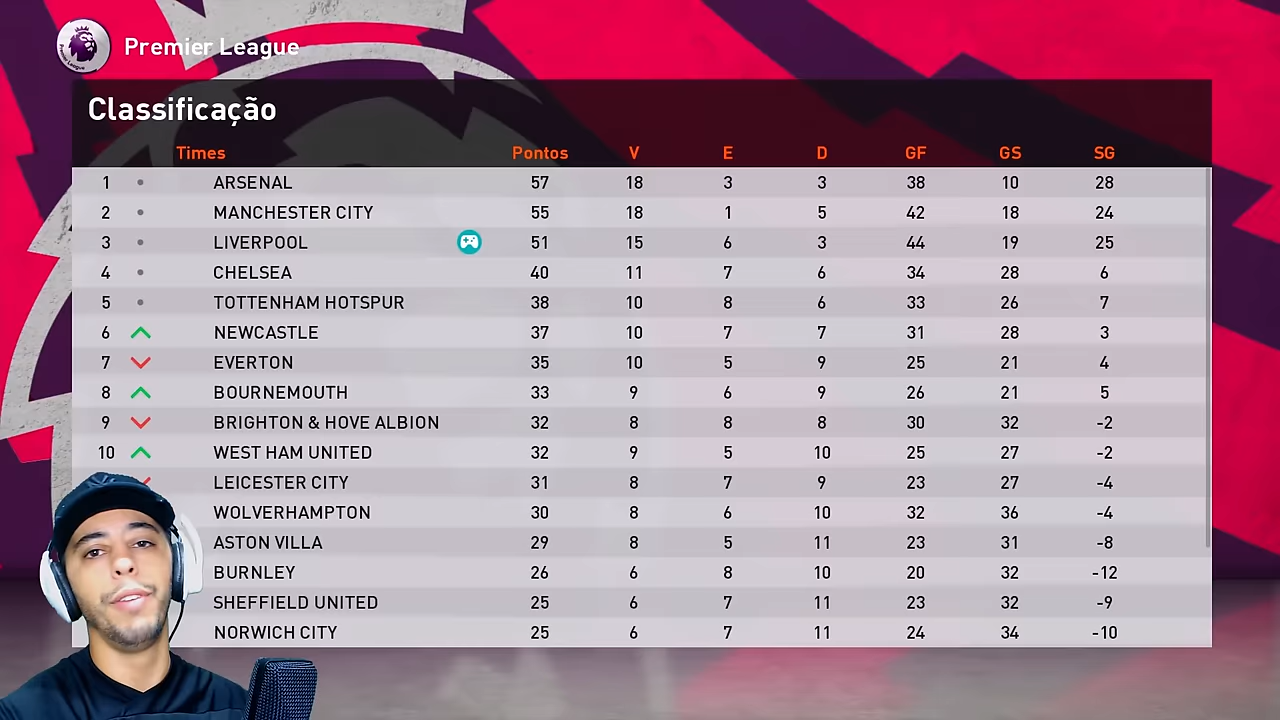 Premier League
Classificação
Times Pontos V E D GF GS SG
1 ARSENAL 57 18 3 3 38 10 28
2 MANCHESTER CITY 55 18 1 5 42 18 24
3 LIVERPOOL 51 15 6 3 44 19 25
4 CHELSEA 40 11 7 6 34 28 6
5 TOTTENHAM HOTSPUR 38 10 8 6 33 26 7
6 NEWCASTLE 37 10 7 7 31 28 3
7 EVERTON 35 10 5 9 25 21 4
8 BOURNEMOUTH 33 9 6 9 26 21 5
9 BRIGHTON & HOVE ALBION 32 8 8 8 30 32 -2
10 WEST HAM UNITED 32 9 5 10 25 27 -2
LEICESTER CITY 31 8 7 9 23 27 -4
WOLVERHAMPTON 30 8 6 10 32 36 -4
ASTON VILLA 29 8 5 11 23 31 -8
BURNLEY 26 6 8 10 20 32 -12
SHEFFIELD UNITED 25 6 7 11 23 32 -9
NORWICH CITY 25 6 7 11 24 34 -10